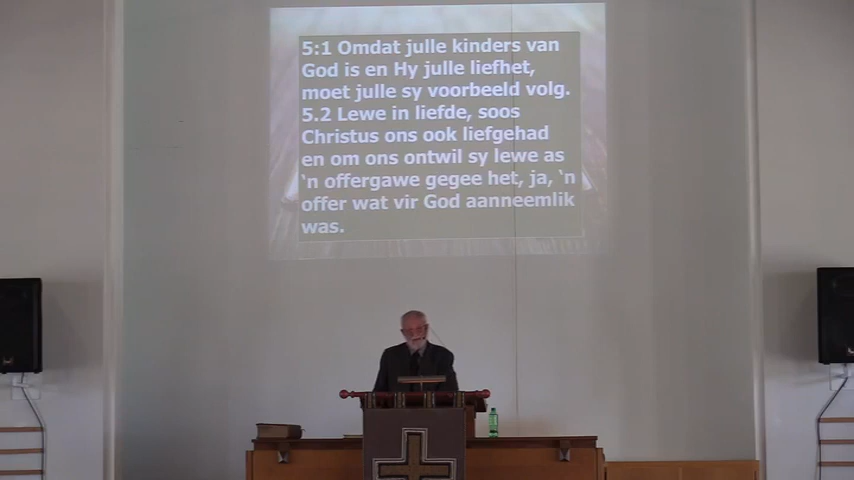 5:1 Omdat julle kinders van
God is en Hy julle liefhet,
moet julle sy voorbeeld volg.
5.2 Lewe in liefde, soos
Christus ons ook liefgehad
en om ons ontwil sy lewe as
‛n offergawe gegee het, ja, ‛n
offer wat vir God aanneemlik
was.